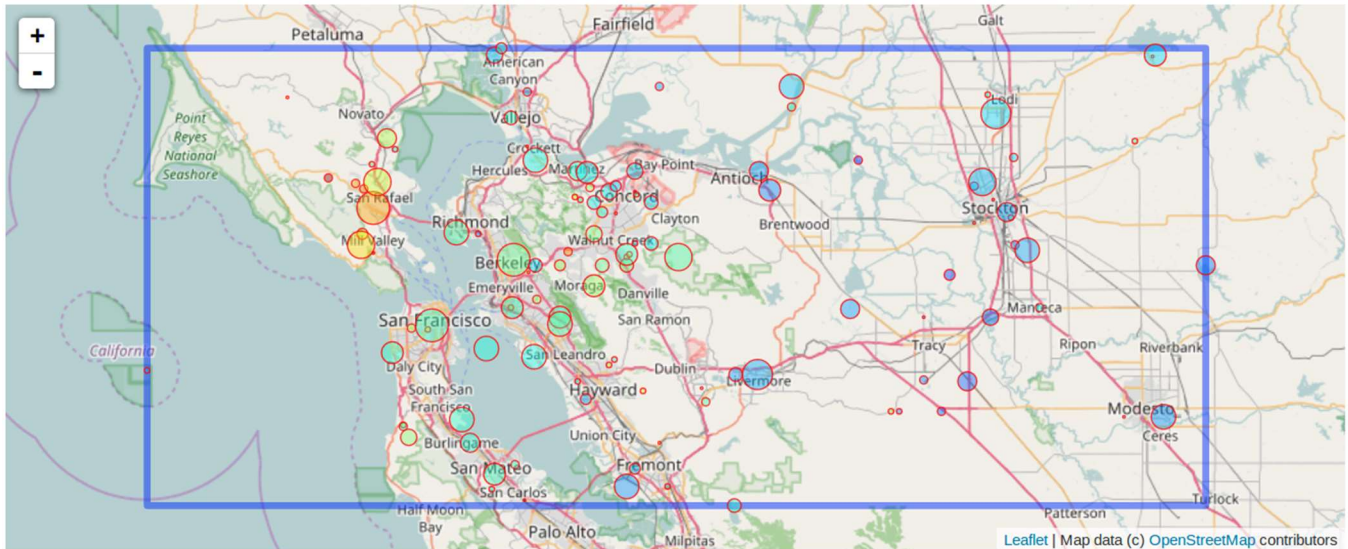 +
-
Petaluma
Fairfield
Galt
American
Canyon
Point
Reyes
National
Seashore
Novato
Vallejo
Lodi
Crockett
Hercules
Martinez
Bay Point
Antioch
San Rafael
Concord
Stockton
Richmond
Clayton
Brentwood
Mill Valley
Walnut Creek
Berkeley
Emeryville
Moraga
Danville
Manteca
San Francisco
San Ramon
California
San Leandro
Tracy
Ripon
Riverbank
Daly City
Dublin
Livermore
South San
Francisco
Hayward
Modesto
Burlingame
Union City
Ceres
San Mateo
Fremont
San Carlos
Turlock
Half Moon
Bay
Palo Alto
Milpitas
Patterson
Leaflet | Map data (c) OpenStreetMap contributors